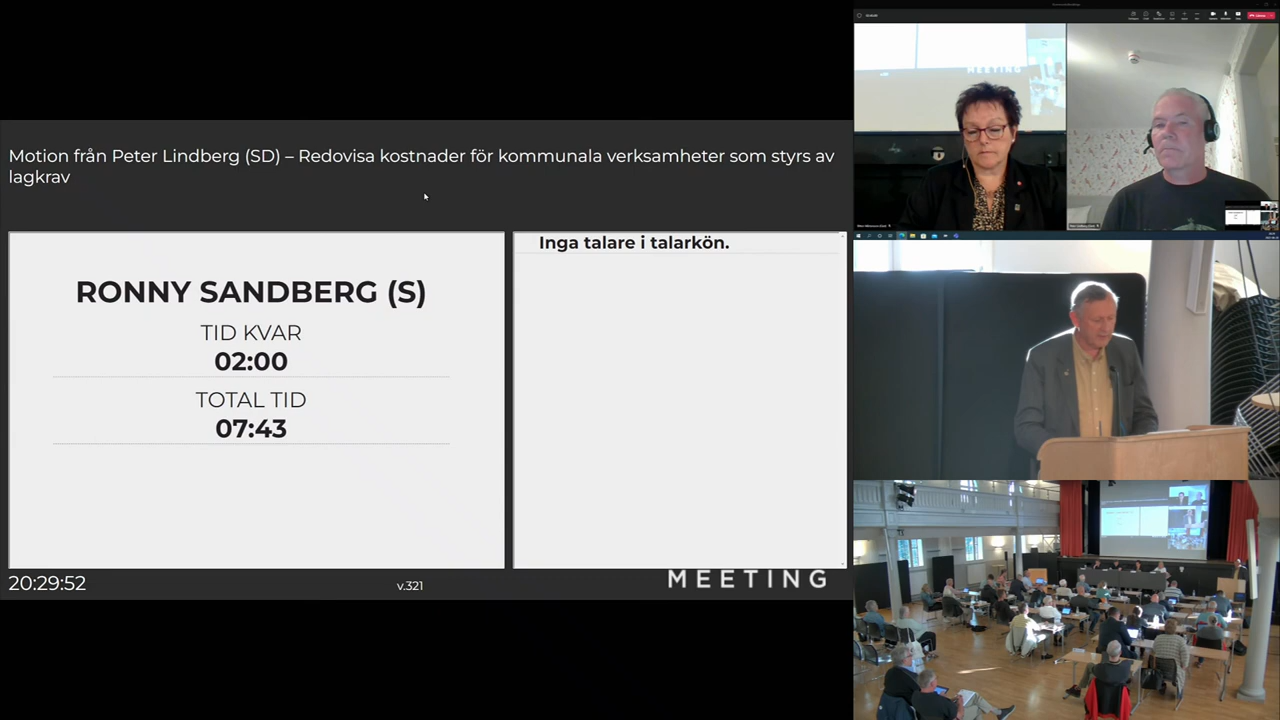 Motion från Peter Lindberg (SD) – Redovisa kostnader för kommunala verksamheter som styrs av
lagkrav
RONNY SANDBERG (S)
TID KVAR
02:00
TOTAL TID
07:43
Inga talare i talarkön.
20:29:52
v.321
MEETING
MEETING